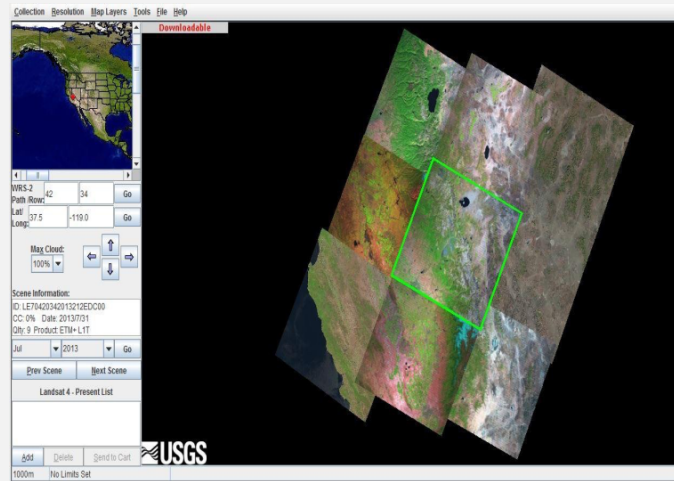 Collection Resolution Map Layers Tools File Help
Downloadable
WRS-2
Path /Row: 42 34 Go
Lat/
Long: 37.5 -119.0 Go
Max Cloud:
100%
Scene Information:
ID: LE70420342013212EDC00
CC: 0% Date: 2013/7/31
Qlty: 9 Product: ETM+ L1T
Jul 2013 Go
Prev Scene Next Scene
Landsat 4 - Present List
Add Delete Send to Cart
USGS
1000m No Limits Set